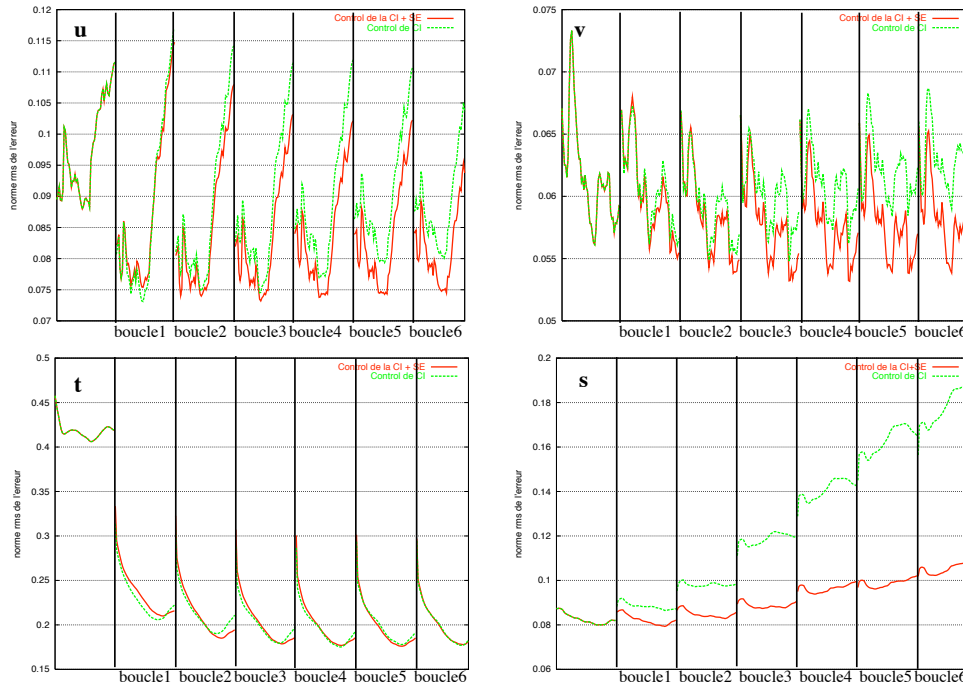 u
Control de la CI + SE
Control de CI
norme rms de l'erreur
0.12
0.115
0.11
0.105
0.1
0.095
0.09
0.085
0.08
0.075
0.07
boucle1 boucle2 boucle3 boucle4 boucle5 boucle6
v
Control de la CI + SE
Control de CI
norme rms de l'erreur
0.075
0.07
0.065
0.06
0.055
0.05
boucle1 boucle2 boucle3 boucle4 boucle5 boucle6
t
Control de la CI + SE
Control de CI
norme rms de l'erreur
0.5
0.45
0.4
0.35
0.3
0.25
0.2
0.15
boucle1 boucle2 boucle3 boucle4 boucle5 boucle6
s
Control de la CI+SE
Control de CI
norme rms de l'erreur
0.2
0.18
0.16
0.14
0.12
0.1
0.08
0.06
boucle1 boucle2 boucle3 boucle4 boucle5 boucle6